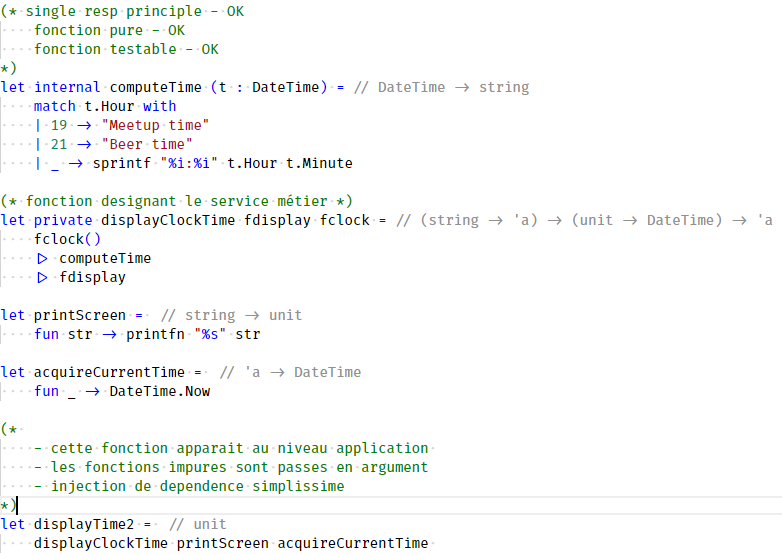 (* single resp principle - OK
    fonction pure - OK
    fonction testable - OK
*)
let internal computeTime (t : DateTime) = // DateTime -> string
    match t.Hour with
    | 19 -> "Meetup time"
    | 21 -> "Beer time"
    | _ -> sprintf "%i:%i" t.Hour t.Minute
(* fonction designant le service métier *)
let private displayClockTime fdisplay fclock = // (string -> 'a) -> (unit -> DateTime) -> 'a
    fclock()
    |> computeTime
    |> fdisplay
let printScreen = // string -> unit
    fun str -> printfn "%s" str
let acquireCurrentTime = // 'a -> DateTime
    fun _ -> DateTime.Now
(*
    - cette fonction apparait au niveau application
    - les fonctions impures sont passes en argument
    - injection de dependence simplissime
*)
let displayTime2 = // unit
    displayClockTime printScreen acquireCurrentTime